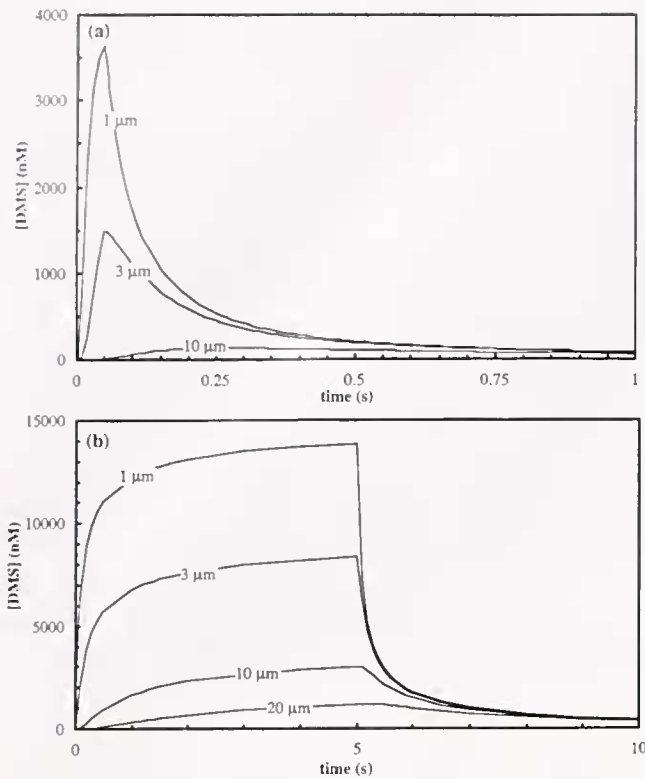 (a)
4000
3000
2000
1000
0
[DMS] (nM)
1 µm
3 µm
10 µm
0 0.25 0.5 0.75 1
time (s)
(b)
15000
10000
5000
0
[DMS] (nM)
1 µm
3 µm
10 µm
20 µm
0 5 10
time (s)